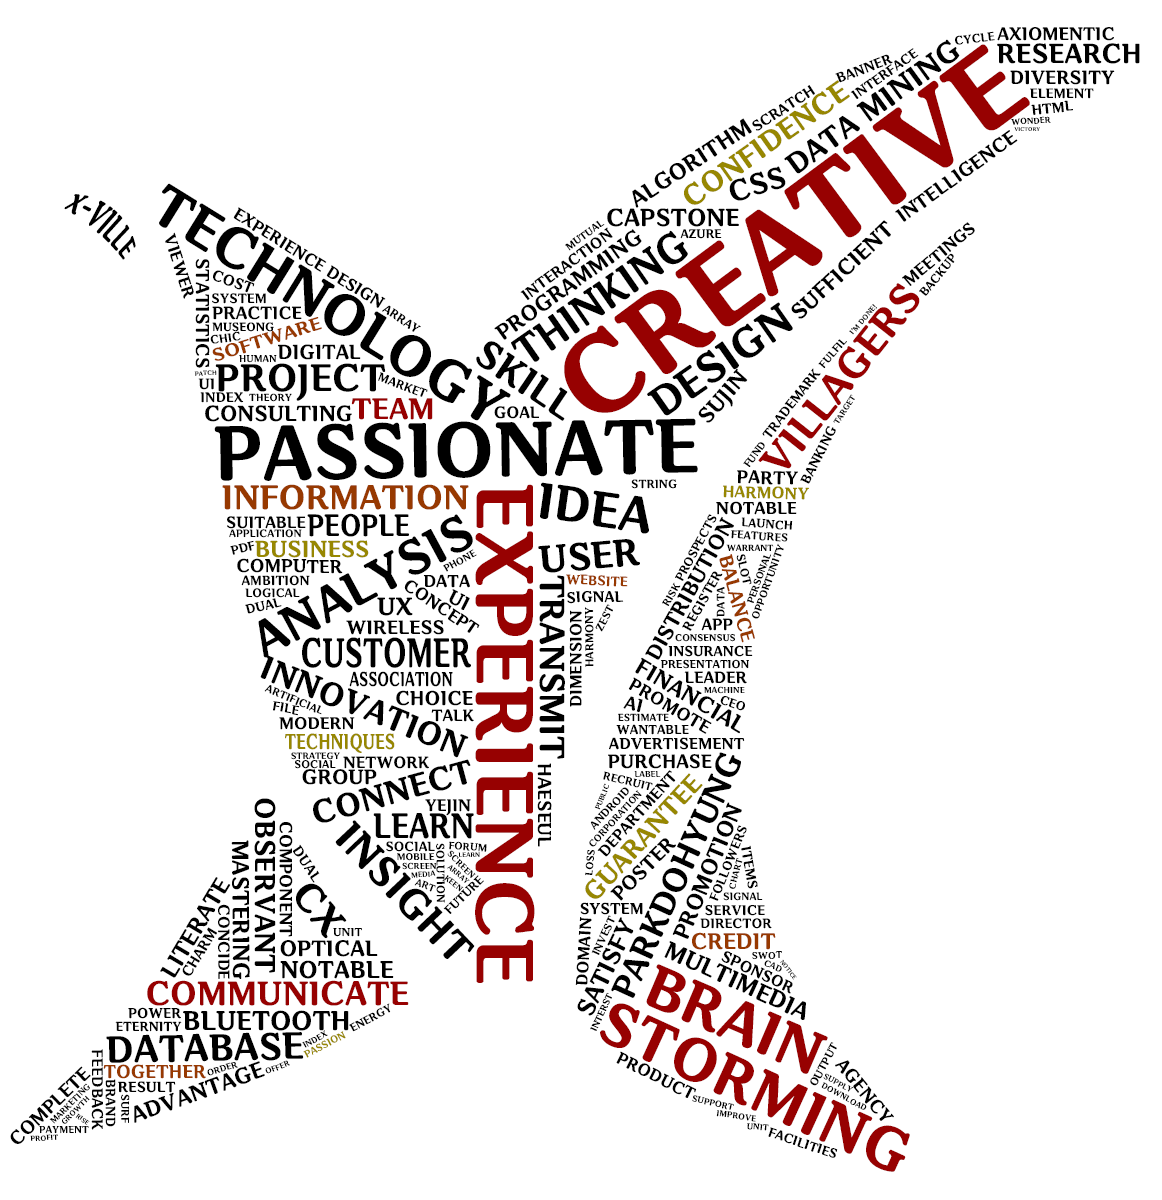 CYCLE
AXIOMENTIC
RESEARCH
DIVERSITY
ELEMENT
HTML
WONDER
VICTORY
BANNER
INTERFACE
DATA MINING
SCRATCH
CONFIDENCE
ALGORITHM
CSS
CREATIVE
INTELLIGENCE
CAPSTONE
AZURE
MUTUAL
INTERACTION
PROGRAMMING
THINKING
SUFFICIENT
DESIGN
SUJIN
SKILL
X-VILLE
TECHNOLOGY
EXPERIENCE DESIGN
ARRAY
VIEWER
STATISTICS
COST
SYSTEM
PRACTICE
MUSEONG
CHIC
SOFTWARE
HUMAN
DIGITAL
PATCH
UI
PROJECT
MARKET
INDEX
THEORY
CONSULTING
TEAM
GOAL
PASSIONATE
STRING
INFORMATION
EXPERIENCE
IDEA
SUITABLE
PEOPLE
APPLICATION
PDF
BUSINESS
ANALYSIS
PHONE
USER
COMPUTER
AMBITION
LOGICAL
DUAL
DATA
UI
CONCEPT
UX
WIRELESS
CUSTOMER
TRANSMIT
WEBSITE
SIGNAL
ZEST
HARMONY
DIMENSION
ASSOCIATION
INNOVATION
CHOICE
TALK
ARTIFICIAL
FILE
MODERN
TECHNIQUES
STRATEGY
SOCIAL
NETWORK
GROUP
CONNECT
HAESEUL
YEJIN
LEARN
INSIGHT
SOCIAL
FORUM
MOBILE
LEARN
SCREEN
SCREEN
MEDIA
ARRAY
ART
KEEN
SOLUTION
FUTURE
MEETINGS
BACKUP
VILLAGERS
I'M DONE!
FULFIL
TRADEMARK
FUND
TARGET
BANKING
PARTY
HARMONY
NOTABLE
LAUNCH
FEATURES
WARRANT
PROSPECTS
RISK
DISTRIBUTION
REGISTER
DATA
BALANCE
SLOT
PERSONAL
OPPORTUNITY
APP
CONSENSUS
INSURANCE
PRESENTATION
FINANCIAL
LEADER
MACHINE
PROMOTE
CEO
AI
ESTIMATE
WANTABLE
ADVERTISEMENT
PURCHASE
LABEL
RECRUIT
PUBLIC
ANDROID
CORPORATION
LOSS
DEPARTMENT
GUARANTEE
POSTER
PARKDOHYUNG
PROMOTION
FOLLOWERS
CHART
ITEMS
SIGNAL
SYSTEM
SERVICE
DIRECTOR
CREDIT
SWOT
CAD
NOTICE
SPONSOR
MULTIMEDIA
DOMAIN
INVEST
SATISFY
INTERST
BRAIN
STORMING
OUTPUT
AGENCY
SUPPLY
DOWNLOAD
PRODUCT
SUPPORT
IMPROVE
UNIT
FACILITIES
OBSERVANT
COMPONENT
DUAL
CX
UNIT
MASTERING
LITERATE
CHARM
CONCIDE
OPTICAL
NOTABLE
COMMUNICATE
POWER
ETERNITY
BLUETOOTH
ENERGY
DATABASE
INDEX
PASSION
TOGETHER
ORDER
OFFER
FEEDBACK
BRAND
RESULT
SURF
ADVANTAGE
COMPLETE
MARKETING
GROWTH
RISE
PAYMENT
PROFIT